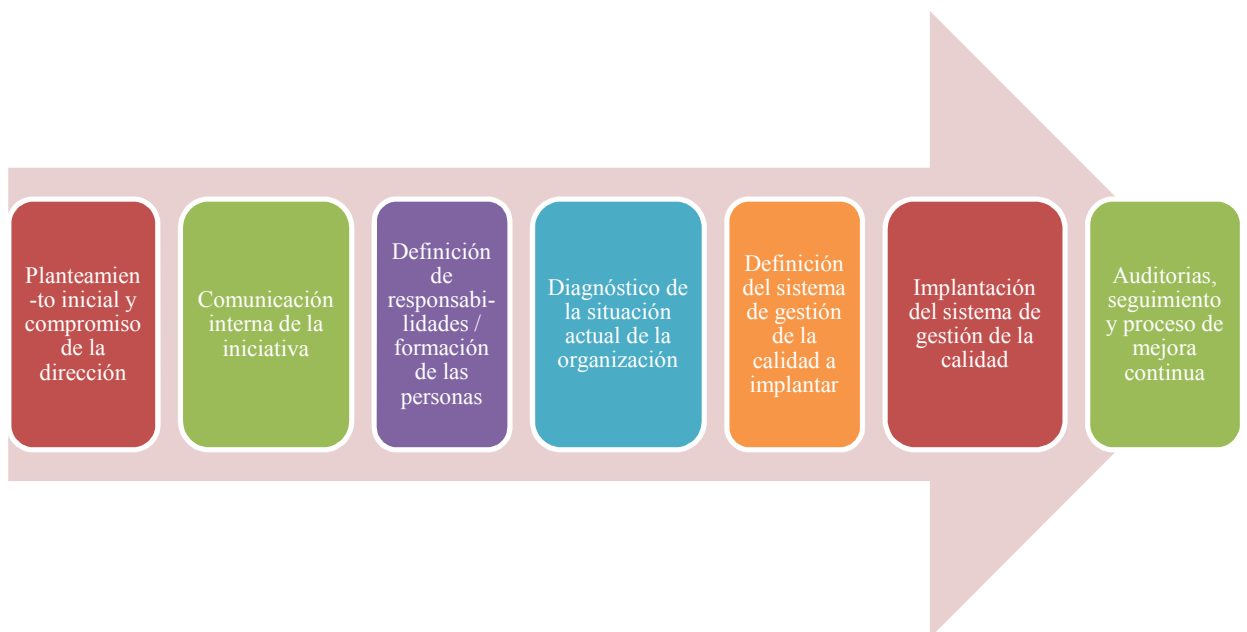 Planteamien
-to inicial y
compromiso
de la
dirección
Comunicación
interna de la
iniciativa
Definición
de
responsabi-
lidades /
formación
de las
personas
Diagnóstico de
la situación
actual de la
organización
Definición
del sistema
de gestión
de la
calidad a
implantar
Implantación
del sistema de
gestión de la
calidad
Auditorias,
seguimiento
y proceso de
mejora
continua